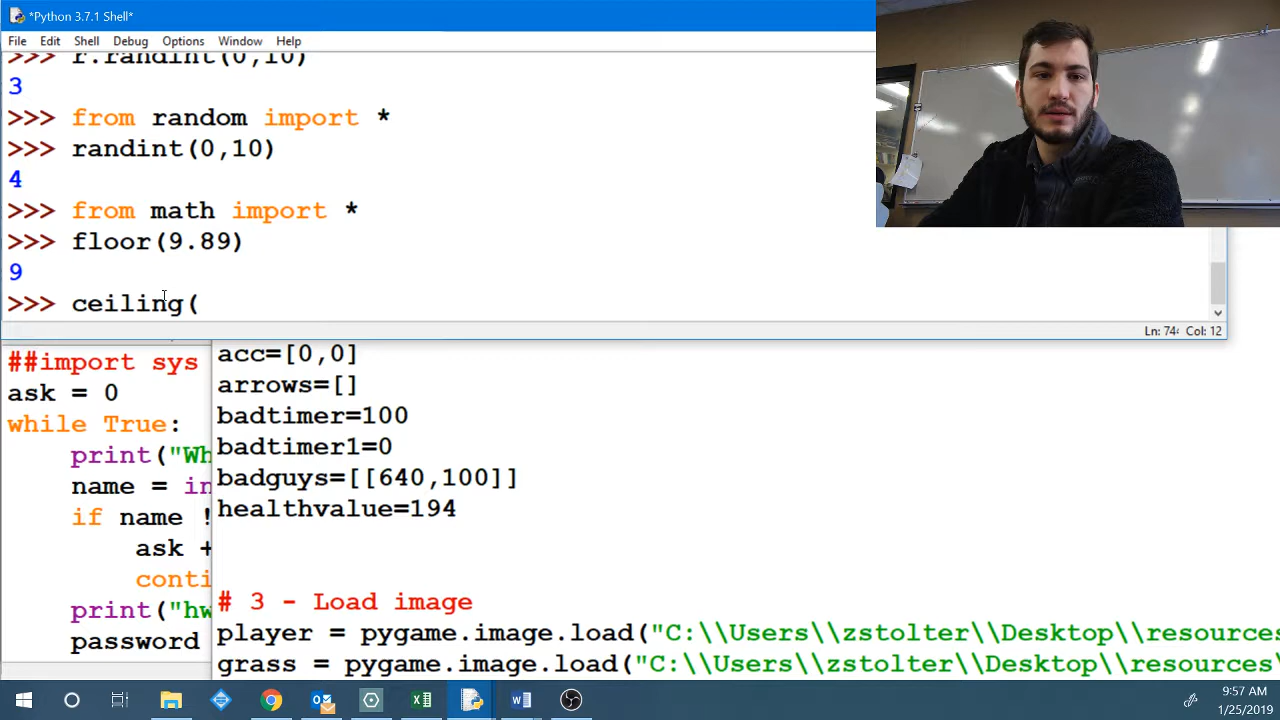 *Python 3.7.1 Shell*
File Edit Shell Debug Options Window Help
>>> r.randint(0,10)
3
>>> from random import *
>>> randint(0,10)
4
>>> from math import *
>>> floor(9.89)
9
>>> ceiling(
Ln: 74 Col: 12
##import sys
ask = 0
while True:
print("Wh
name = in
if name !
ask +
conti
print("hw
password
acc=[0,0]
arrows=[]
badtimer=100
badtimer1=0
badguys=[[640,100]]
healthvalue=194
# 3 - Load image
player = pygame.image.load("C:\\Users\\zstolter\\Desktop\\resources
grass = pygame.image.load("C:\\Users\\zstolter\\Desktop\\resources\
9:57 AM
1/25/2019